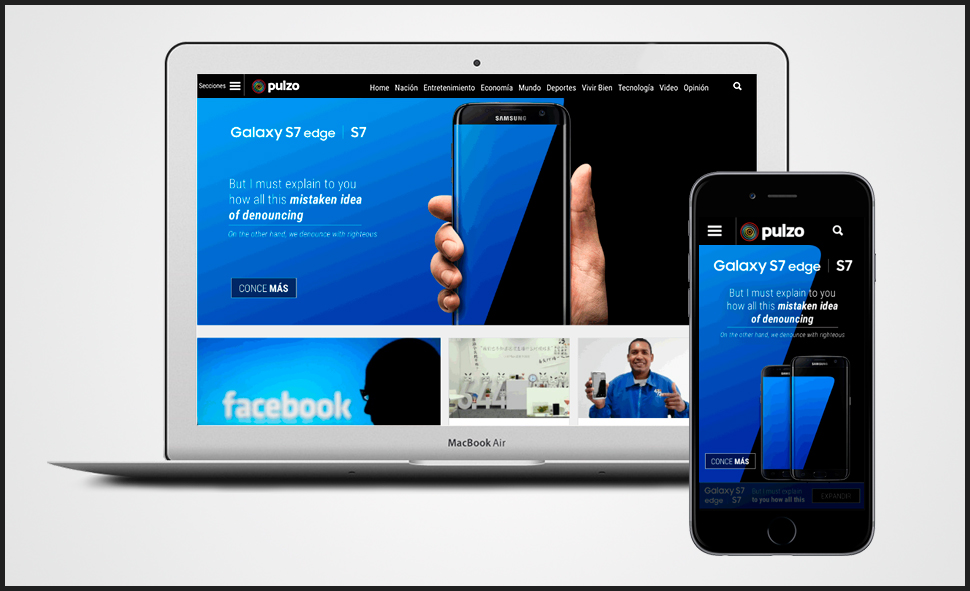 Secciones pulzo Home Nación Entretenimiento Economía Mundo Deportes Vivir Bien Tecnología Video Opinión
SAMSUNG
Galaxy S7 edge | S7
But I must explain to you
how all this mistaken idea
of denouncing
On the other hand, we denounce with righteous
CONCE MÁS
facebook
MacBook Air
pulzo
Galaxy S7 edge | S7
But I must explain to you
how all this mistaken idea
of denouncing
On the other hand, we denounce with righteous
SAMSUNG
CONCE MÁS
Galaxy S7
edge S7
But I must explain
to you how all this
EXPANDIR